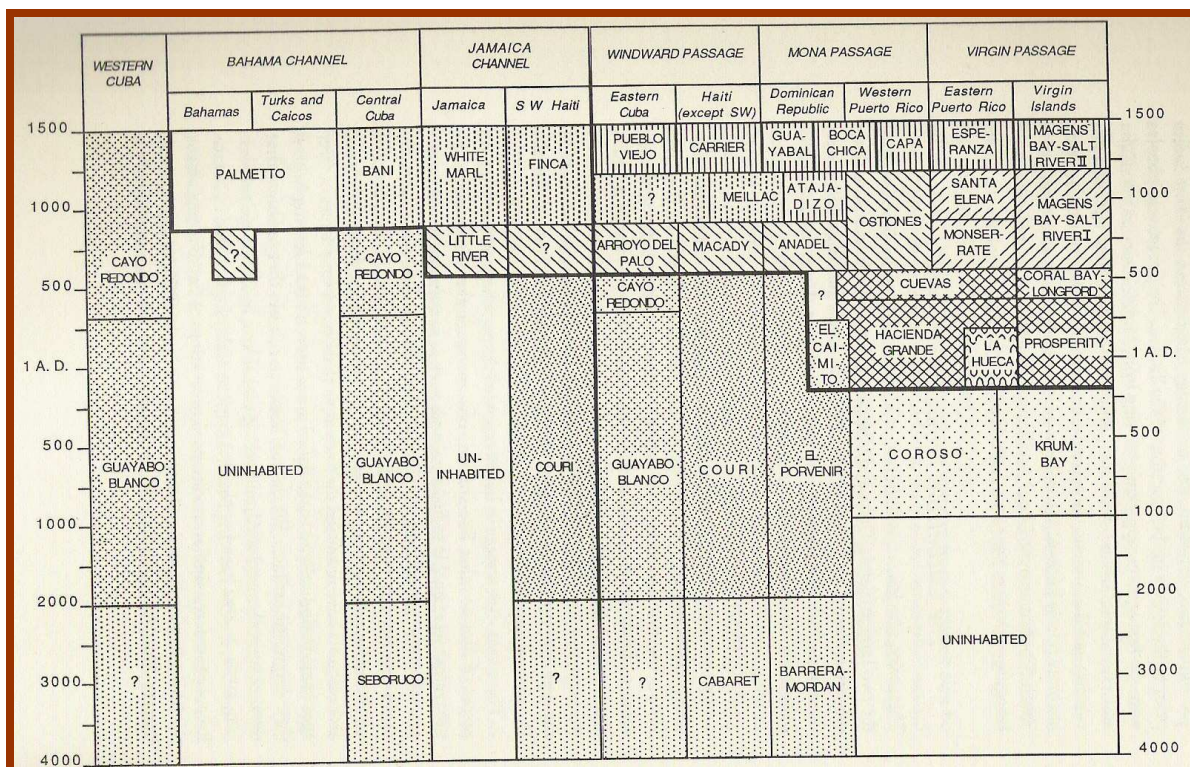 WESTERN
CUBA
BAHAMA CHANNEL
JAMAICA
CHANNEL
WINDWARD PASSAGE
MONA PASSAGE
VIRGIN PASSAGE
Bahamas
Turks and
Caicos
Central
Cuba
Jamaica
S W Haiti
Eastern
Cuba
Haiti
(except SW)
Dominican
Republic
Western
Puerto Rico
Eastern
Puerto Rico
Virgin
Islands
1500
1500
PALMETTO
BANI
WHITE
MARL
FINCA
PUEBLO
VIEJO
CARRIER
GUA-
YABAL
BOCA
CHICA
CAPA
ESPE-
RANZA
MAGENS
BAY-SALT
RIVER II
1000
1000
?
MEILLAC
ATAJA-
DIZO
OSTIONES
SANTA
ELENA
MAGENS
BAY-SALT
RIVER I
CAYO
REDONDO
?
CAYO
REDONDO
LITTLE
RIVER
?
ARROYO DEL
PALO
MACADY
ANADEL
MONSER-
RATE
500
500
CAYO
REDONDO
?
CUEVAS
CORAL BAY-
LONGFORD
1 A.D.
1 A.D.
EL
CAI-
MI-
TO
HACIENDA
GRANDE
LA
HUECA
PROSPERITY
500
500
GUAYABO
BLANCO
UNINHABITED
GUAYABO
BLANCO
UN-
INHABITED
COURI
GUAYABO
BLANCO
COURI
EL
PORVENIR
COROSO
KRUM
BAY
1000
1000
2000
2000
UNINHABITED
3000
3000
?
SEBORUCO
?
?
CABARET
BARRERA-
MORDAN
4000
4000